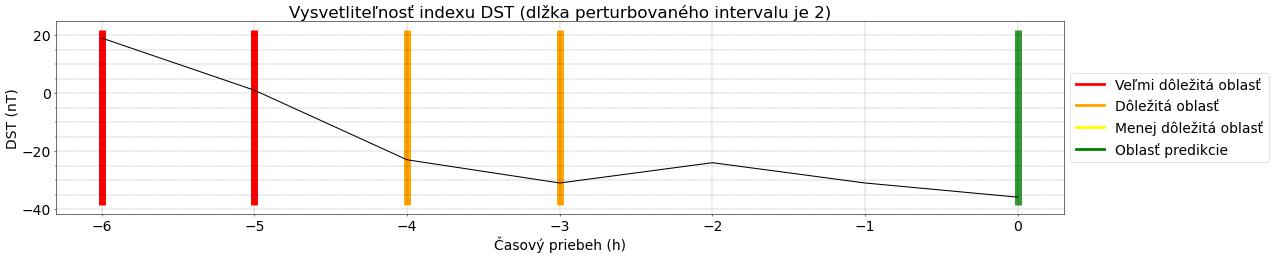 Vysvetliteľnosť indexu DST (dĺžka perturbovaného intervalu je 2)
DST (nT)
20
0
−20
−40
−6
−5
−4
−3
−2
−1
0
Časový priebeh (h)
Veľmi dôležitá oblasť
Dôležitá oblasť
Menej dôležitá oblasť
Oblasť predikcie